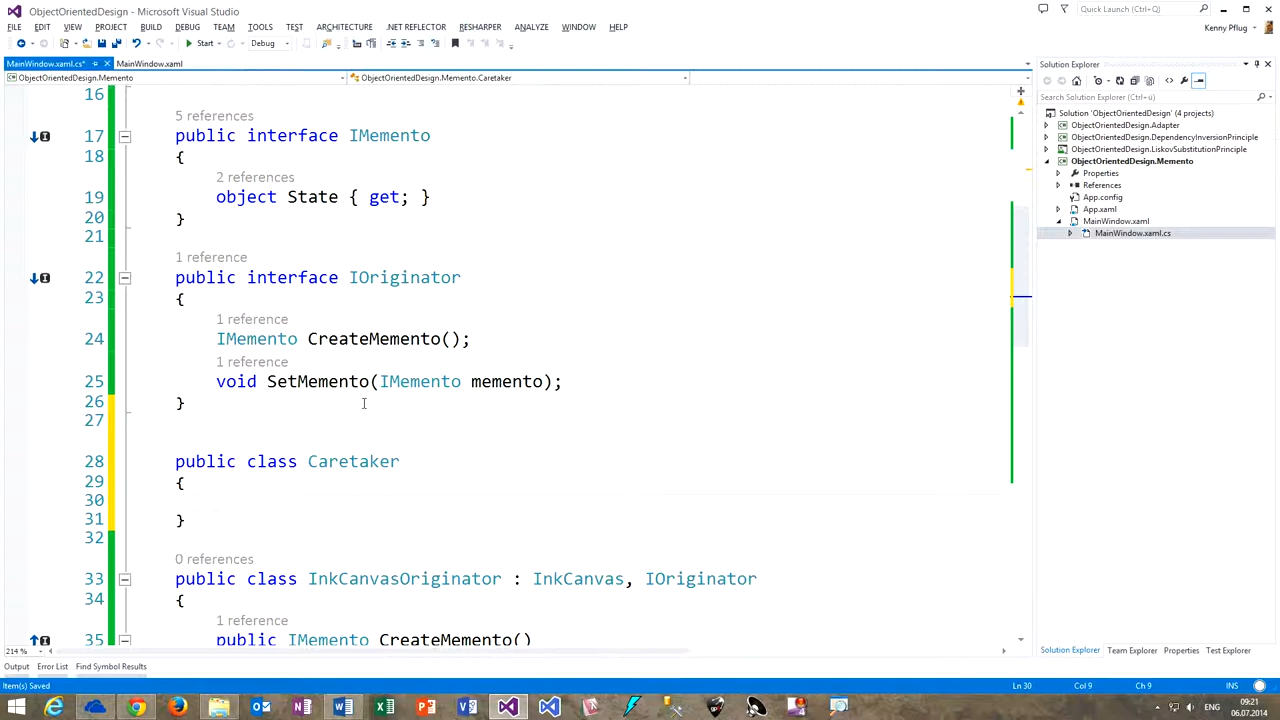 ObjectOrientedDesign - Microsoft Visual Studio
Quick Launch (Ctrl+Q)
FILE EDIT VIEW PROJECT BUILD DEBUG TEAM TOOLS TEST ARCHITECTURE .NET REFLECTOR RESHARPER ANALYZE WINDOW HELP
Kenny Pflug
Start Debug
MainWindow.xaml.cs* MainWindow.xaml
ObjectOrientedDesign.Memento ObjectOrientedDesign.Memento.Caretaker
16
5 references
17 public interface IMemento
18 {
2 references
19 object State { get; }
20 }
21
1 reference
22 public interface IOriginator
23 {
1 reference
24 IMemento CreateMemento();
1 reference
25 void SetMemento(IMemento memento);
26 }
27
28 public class Caretaker
29 {
30
31 }
32
0 references
33 public class InkCanvasOriginator : InkCanvas, IOriginator
34 {
1 reference
35 public IMemento CreateMemento()
214 %
Solution Explorer
Search Solution Explorer (Ctrl+ü)
Solution 'ObjectOrientedDesign' (4 projects)
ObjectOrientedDesign.Adapter
ObjectOrientedDesign.DependencyInversionPrinciple
ObjectOrientedDesign.LiskovSubstitutionPrinciple
ObjectOrientedDesign.Memento
Properties
References
App.config
App.xaml
MainWindow.xaml
MainWindow.xaml.cs
Solution Explorer Team Explorer Properties Test Explorer
Output Error List Find Symbol Results
Item(s) Saved Ln 30 Col 9 Ch 9 INS
09:21
06.07.2014